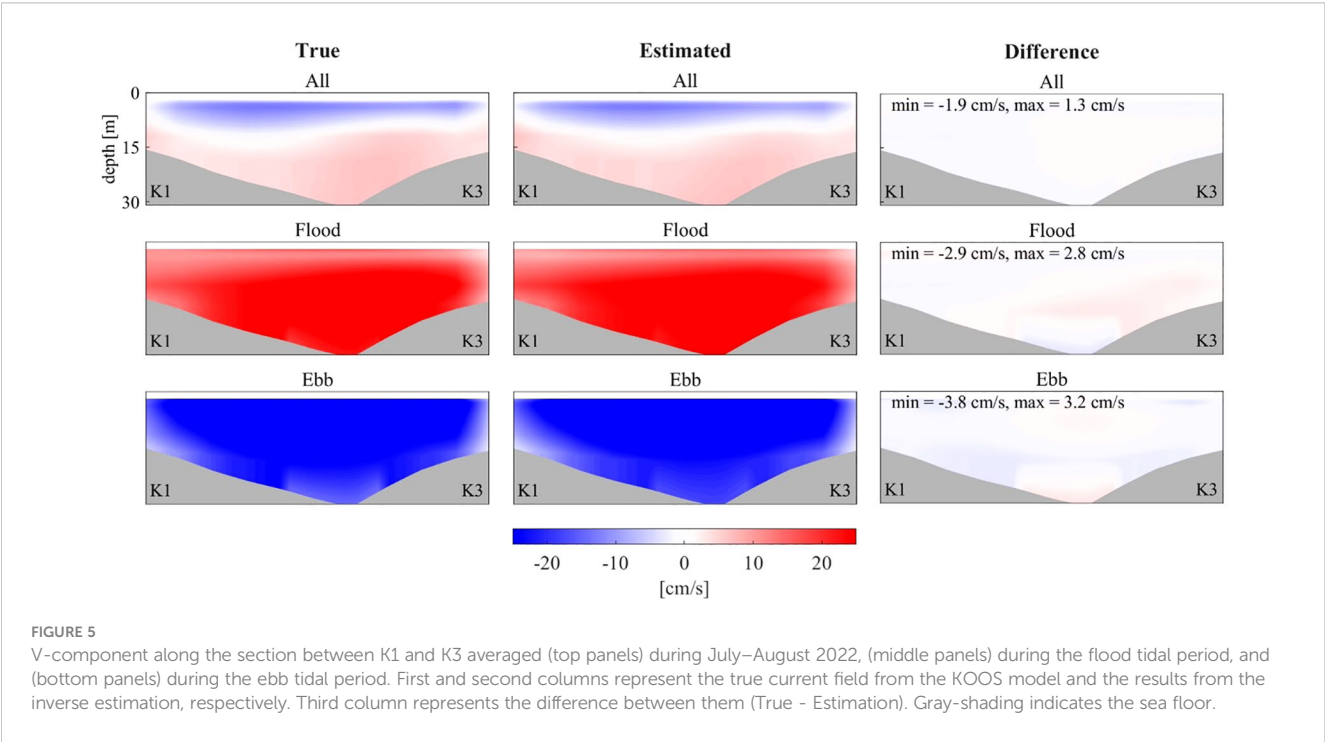 True Estimated Difference
All All All
0
15
30
depth [m]
K1 K3 K1 K3 min = -1.9 cm/s, max = 1.3 cm/s K1 K3
Flood Flood Flood
K1 K3 K1 K3 min = -2.9 cm/s, max = 2.8 cm/s K1 K3
Ebb Ebb Ebb
K1 K3 K1 K3 min = -3.8 cm/s, max = 3.2 cm/s K1 K3
-20 -10 0 10 20
[cm/s]
FIGURE 5
V-component along the section between K1 and K3 averaged (top panels) during July–August 2022, (middle panels) during the flood tidal period, and
(bottom panels) during the ebb tidal period. First and second columns represent the true current field from the KOOS model and the results from the
inverse estimation, respectively. Third column represents the difference between them (True - Estimation). Gray-shading indicates the sea floor.